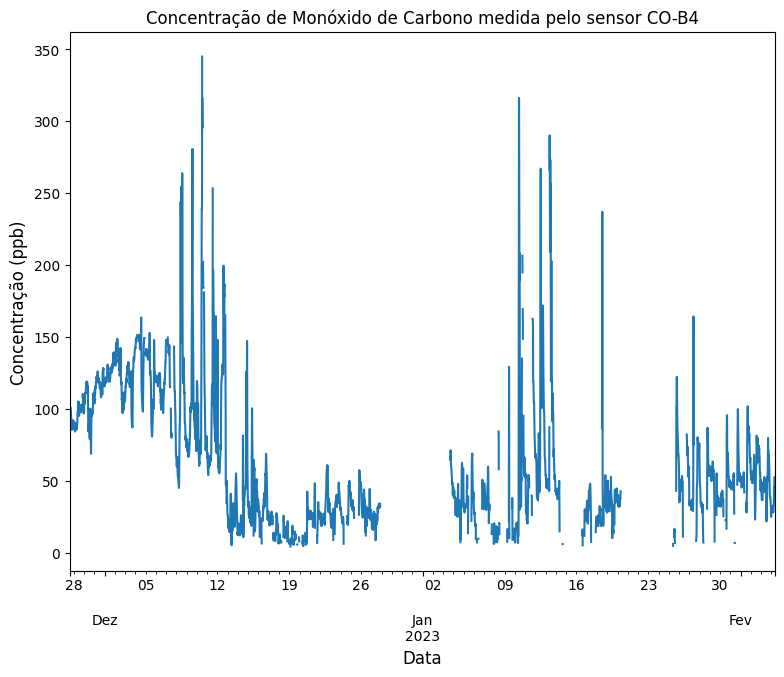 Concentração de Monóxido de Carbono medida pelo sensor CO-B4
Concentração (ppb)
350
300
250
200
150
100
50
0
28 05 12 19 26 02 09 16 23 30
Dez Jan Fev
2023
Data